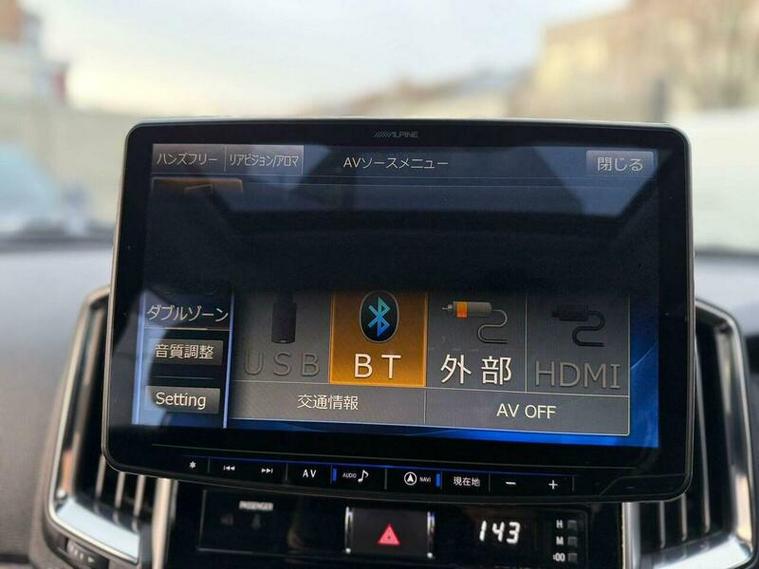 ALPINE
ハンズフリー リアビジョン/アロマ AVソースメニュー 閉じる
ダブルゾーン
音質調整
Setting
USB BT 外部 HDMI
交通情報 AV OFF
AV AUDIO NAVI 現在地 − +
PASSENGER
143
H
M
:00